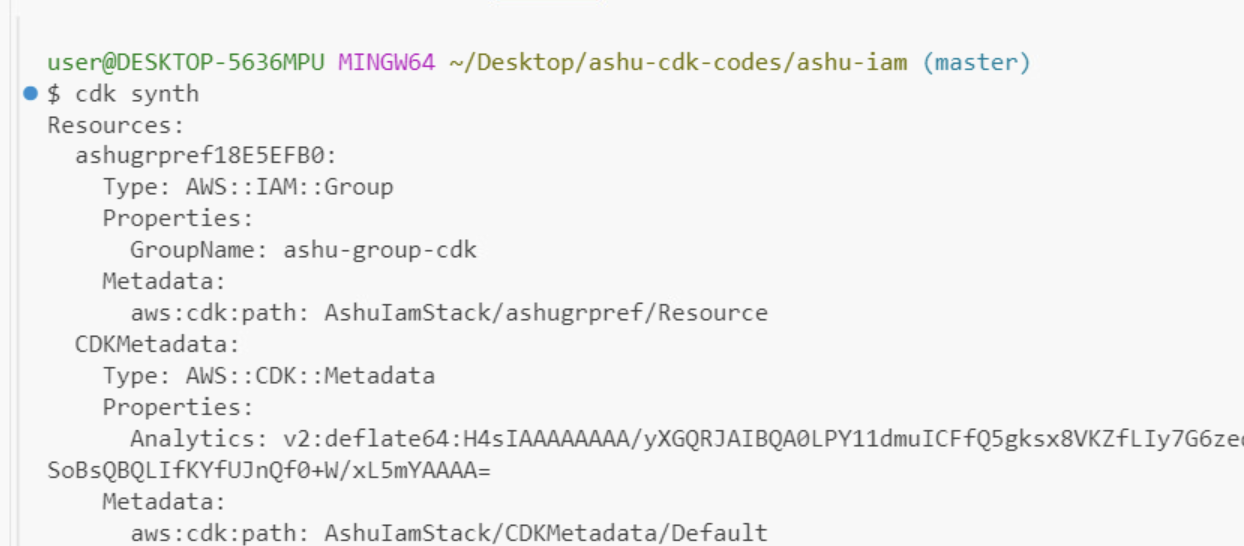 user@DESKTOP-5636MPU MINGW64 ~/Desktop/ashu-cdk-codes/ashu-iam (master)
$ cdk synth
Resources:
  ashugrpref18E5EFB0:
    Type: AWS::IAM::Group
    Properties:
      GroupName: ashu-group-cdk
    Metadata:
      aws:cdk:path: AshuIamStack/ashugrpref/Resource
  CDKMetadata:
    Type: AWS::CDK::Metadata
    Properties:
      Analytics: v2:deflate64:H4sIAAAAAAAA/yXGQRJAIBQA0LPY11dmuICFfQ5gksx8VKZfLIy7G6zed
SoBsQBQLIfKYfUJnQf0+W/xL5mYAAAA=
    Metadata:
      aws:cdk:path: AshuIamStack/CDKMetadata/Default